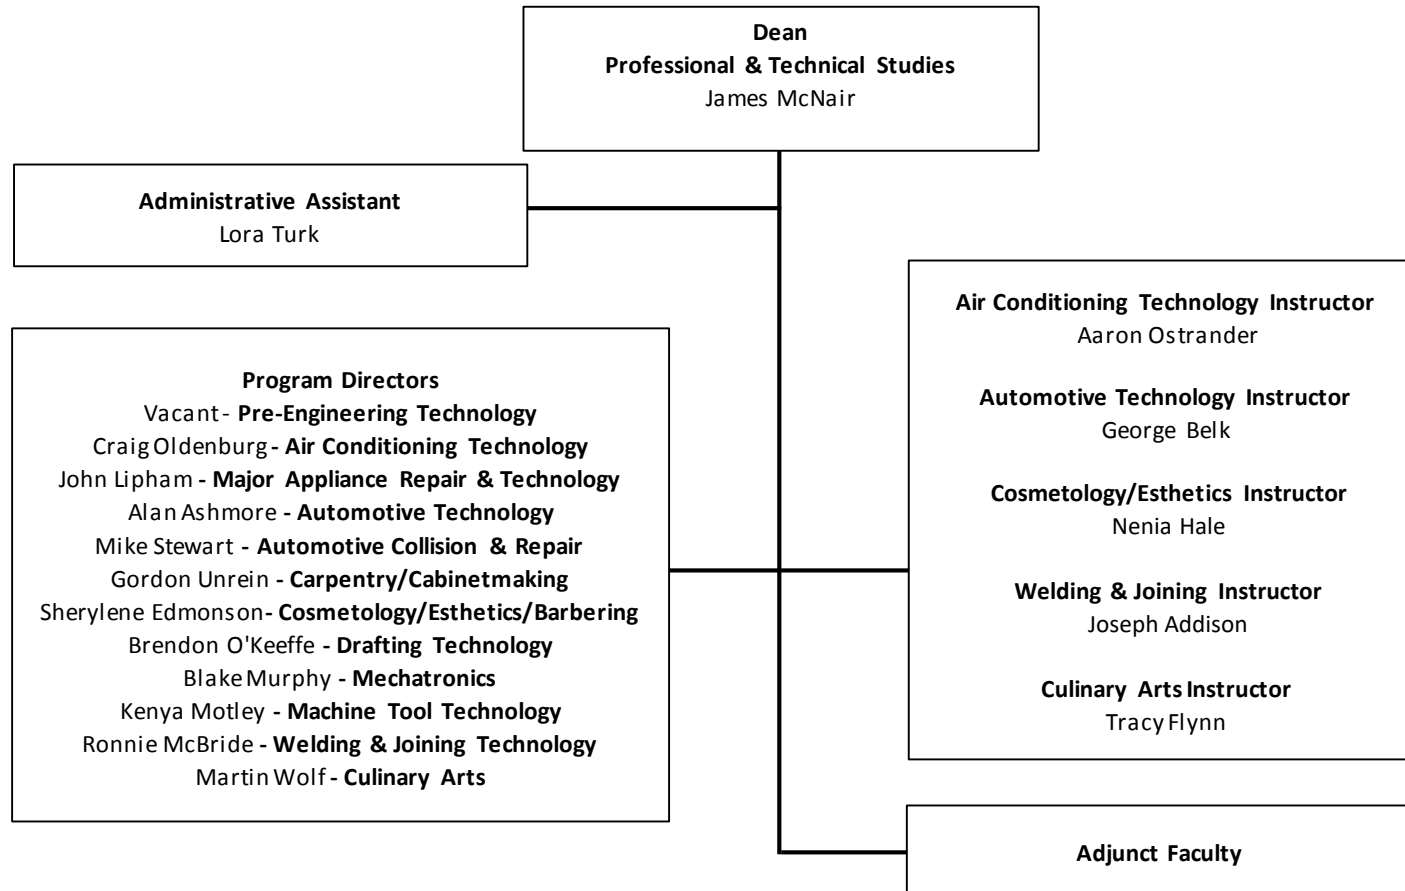 Dean
Professional & Technical Studies
James McNair
Administrative Assistant
Lora Turk
Program Directors
Vacant - Pre-Engineering Technology
Craig Oldenburg - Air Conditioning Technology
John Lipham - Major Appliance Repair & Technology
Alan Ashmore - Automotive Technology
Mike Stewart - Automotive Collision & Repair
Gordon Unrein - Carpentry/Cabinetmaking
Sherylene Edmonson- Cosmetology/Esthetics/Barbering
Brendon O'Keeffe - Drafting Technology
Blake Murphy - Mechatronics
Kenya Motley - Machine Tool Technology
Ronnie McBride - Welding & Joining Technology
Martin Wolf - Culinary Arts
Air Conditioning Technology Instructor
Aaron Ostrander
Automotive Technology Instructor
George Belk
Cosmetology/Esthetics Instructor
Nenia Hale
Welding & Joining Instructor
Joseph Addison
Culinary Arts Instructor
Tracy Flynn
Adjunct Faculty